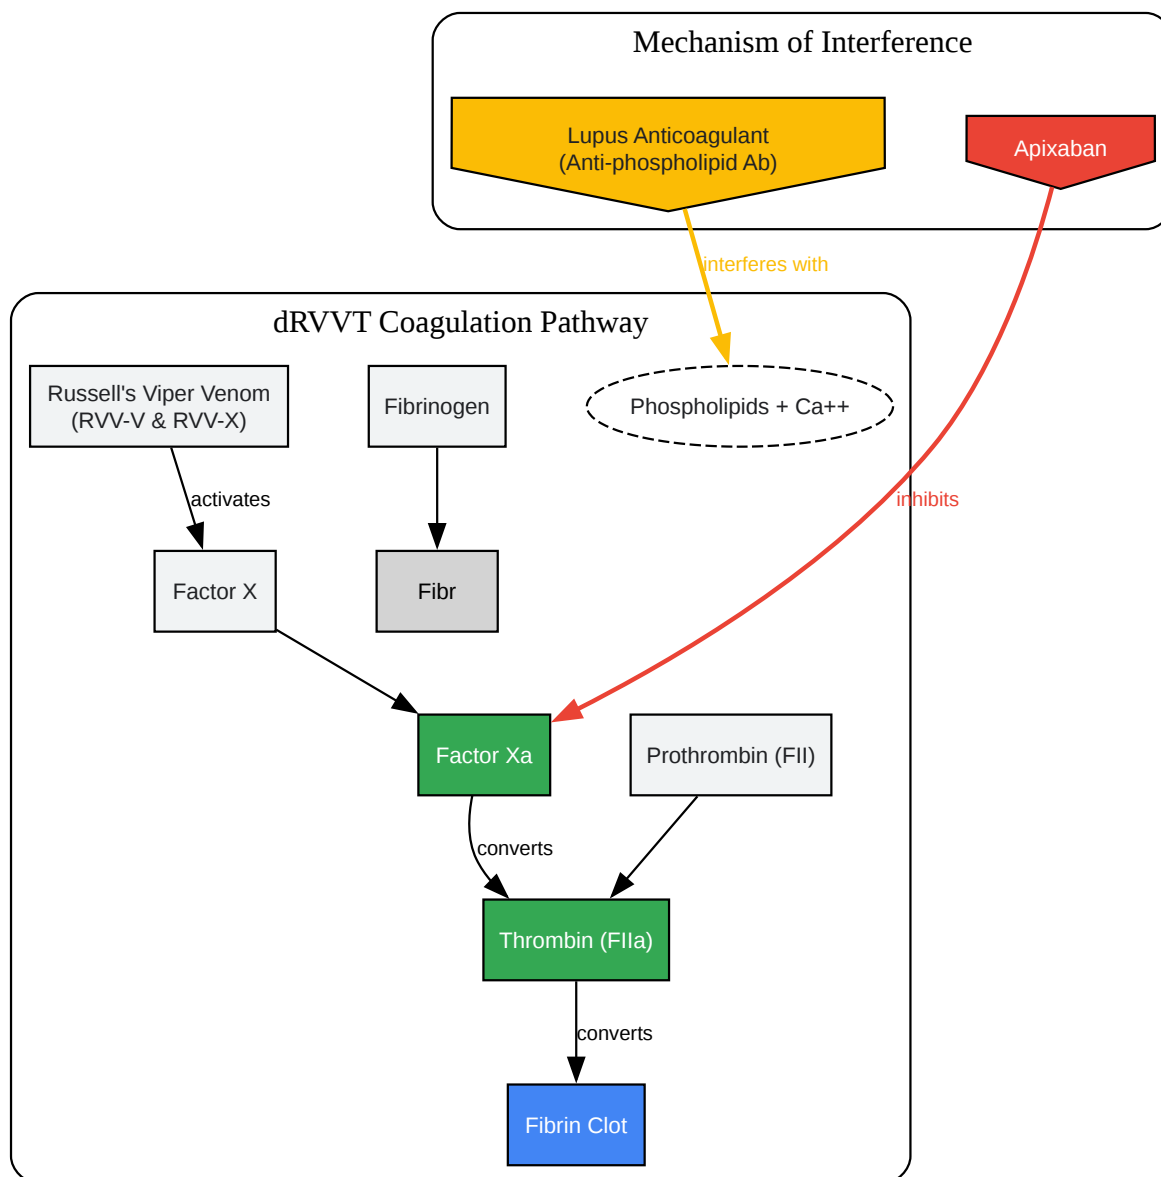 Mechanism of Interference
Lupus Anticoagulant
(Anti-phospholipid Ab)
Apixaban
interferes with
dRVVT Coagulation Pathway
Russell's Viper Venom
(RVV-V & RVV-X)
Fibrinogen
Phospholipids + Ca++
activates
inhibits
Factor X
Fibr
Factor Xa
Prothrombin (FII)
converts
Thrombin (FIIa)
converts
Fibrin Clot